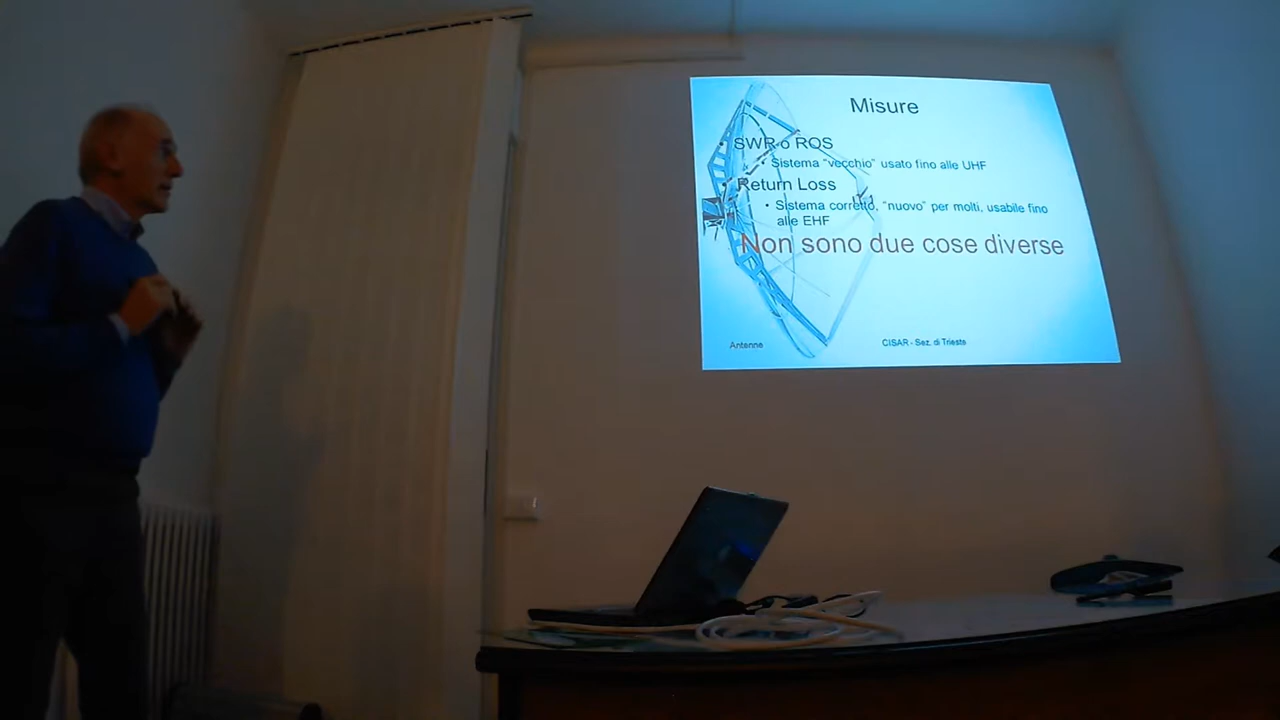 Misure
• SWR o ROS
• Sistema "vecchio" usato fino alle UHF
• Return Loss
• Sistema corretto, "nuovo" per molti, usabile fino
alle EHF
Non sono due cose diverse
Antenne
CISAR - Sez. di Trieste